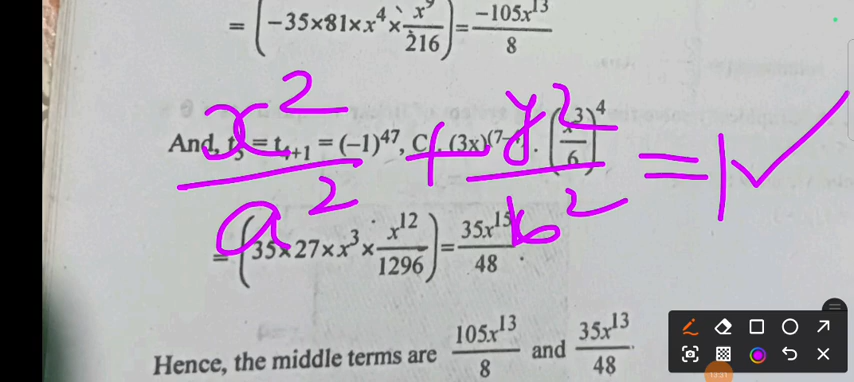 = (−35×81×x⁴×x⁹/216) = −105x¹³/8
And, t₅ = t₄₊₁ = (−1)⁴⁷, C . (3x)⁽⁷⁻ . (x³/6)⁴
x²/a² + y²/b² = 1 ✓
= (35×27×x³×x¹²/1296) = 35x¹⁵/48 .
Hence, the middle terms are 105x¹³/8 and 35x¹³/48
13:31